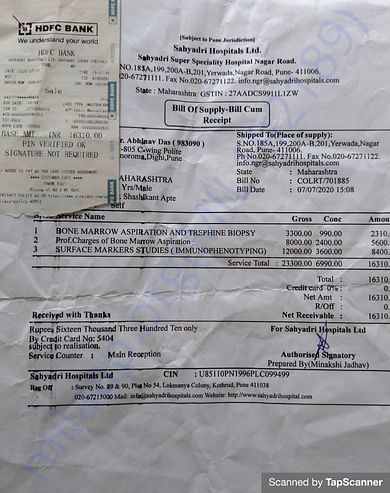 HDFC BANK
We understand your world
HDFC BANK
Sale
BASE AMT. INR 16310.00
PIN VERIFIED OK
SIGNATURE NOT REQUIRED
[Subject to Pune Jurisdiction]
Sahyadri Hospitals Ltd.
Sahyadri Super Speciality Hospital Nagar Road.
NO.185A,199,200A-B1,Yerwada,Nagar Road, Pune- 411006.
020-67271111. Fax No.020-67271122. info.ngr@sahyadrihospitals.com
State : Maharashtra GSTIN : 27AADCS9911L1ZW
Bill Of Supply-Bill Cum
Receipt
. Abhinav Das ( 983090 )
-805 C-wing Polite
noroma,Dighi,Pune
AHARASHTRA
Yrs/Male
Shashikant Apte
Self
Shipped To(Place of supply):
S.NO.185A,199,200A-B,201,Yerwada,Nagar
Road, Pune- 411006.
Ph No.020-67271111. Fax No.020-67271122.
info.ngr@sahyadrihospitals.com
State : Maharashtra
Bill No : COLRT/701885
Bill Date : 07/07/2020 15:08
Service Name Gross Conc Amou
1 BONE MARROW ASPIRATION AND TREPHINE BIOPSY 3300.00 990.00 2310.
2 Prof.Charges of Bone Marrow Aspiration 8000.00 2400.00 5600.
3 SURFACE MARKERS STUDIES ( IMMUNOPHENOTYPING) 12000.00 3600.00 8400.
Service Total : 23300.00 6990.00 16310.
Total : 16310.
Credit card 0% : 0.
Net Amt : 16310.
R/Off : 0.
Net Receivable : 16310.
Received with Thanks
Rupees Sixteen Thousand Three Hundred Ten only
By Credit Card No: 5404
subject to realisation.
Service Counter : Main Reception
For Sahyadri Hospitals Ltd
Authorised Signatory
Prepared By(Minakshi Jadhav)
Sahyadri Hospitals Ltd CIN : U85110PN1996PLC099499
Reg Off : Survey No. 89 & 90, Plot No 54, Lokmanya Colony, Kothrud, Pune 411038
020-67215000 Mail: info@sahyadrihospitals.com Website: http://www.sahyadrihospital.com
Scanned by TapScanner